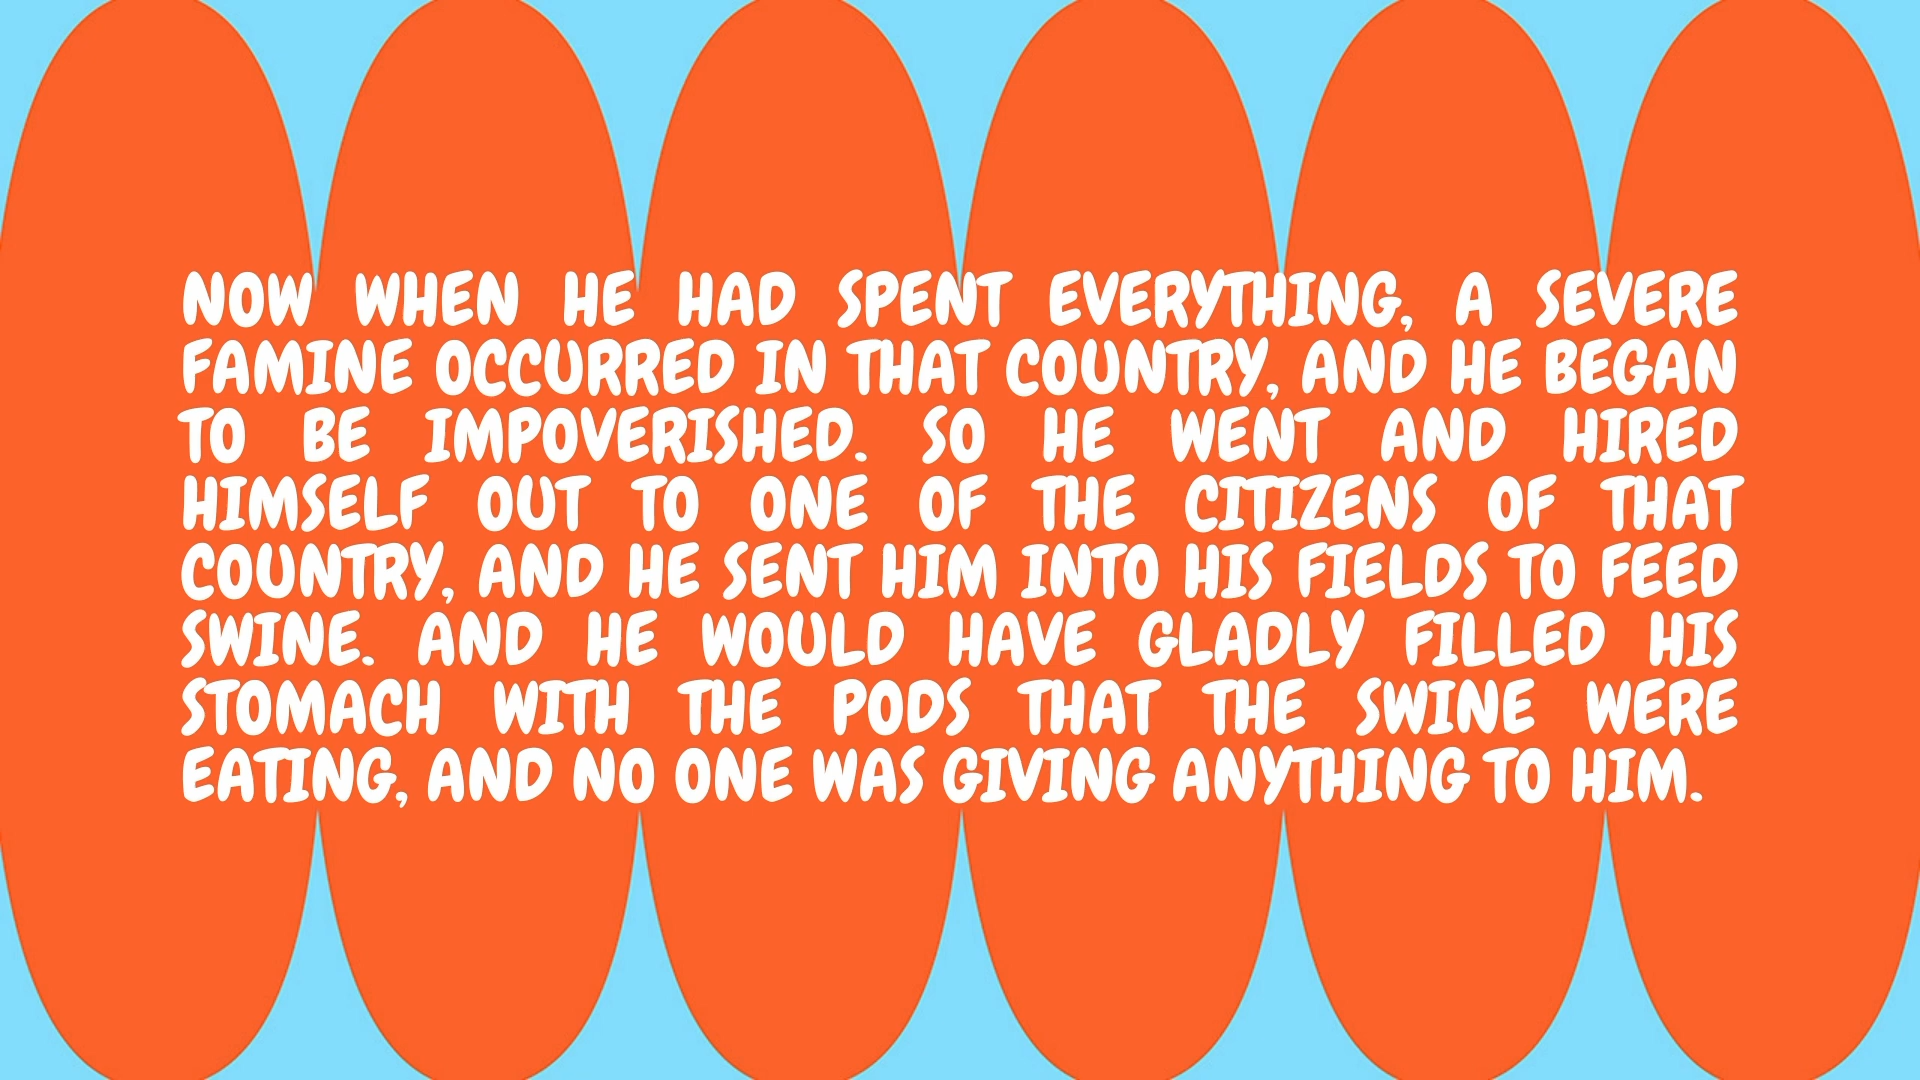 NOW WHEN HE HAD SPENT EVERYTHING, A SEVERE
FAMINE OCCURRED IN THAT COUNTRY, AND HE BEGAN
TO BE IMPOVERISHED. SO HE WENT AND HIRED
HIMSELF OUT TO ONE OF THE CITIZENS OF THAT
COUNTRY, AND HE SENT HIM INTO HIS FIELDS TO FEED
SWINE. AND HE WOULD HAVE GLADLY FILLED HIS
STOMACH WITH THE PODS THAT THE SWINE WERE
EATING, AND NO ONE WAS GIVING ANYTHING TO HIM.